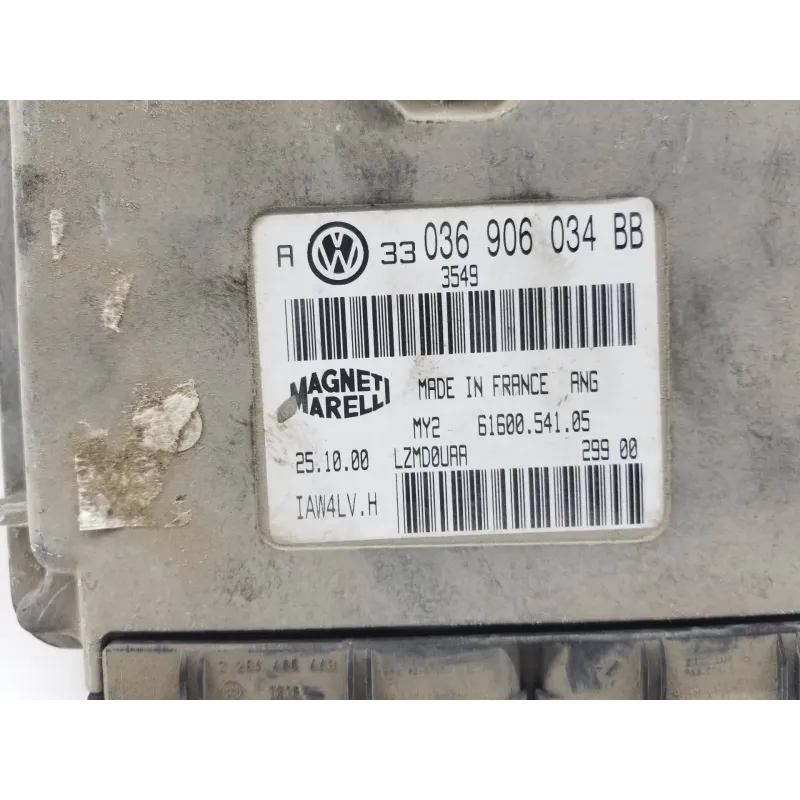 A VW 33 036 906 034 BB
3549
MAGNETI MADE IN FRANCE ANG
MARELLI
MY2 61600.541.05
25.10.00 LZMD0UAA 299 00
IAW4LV.H